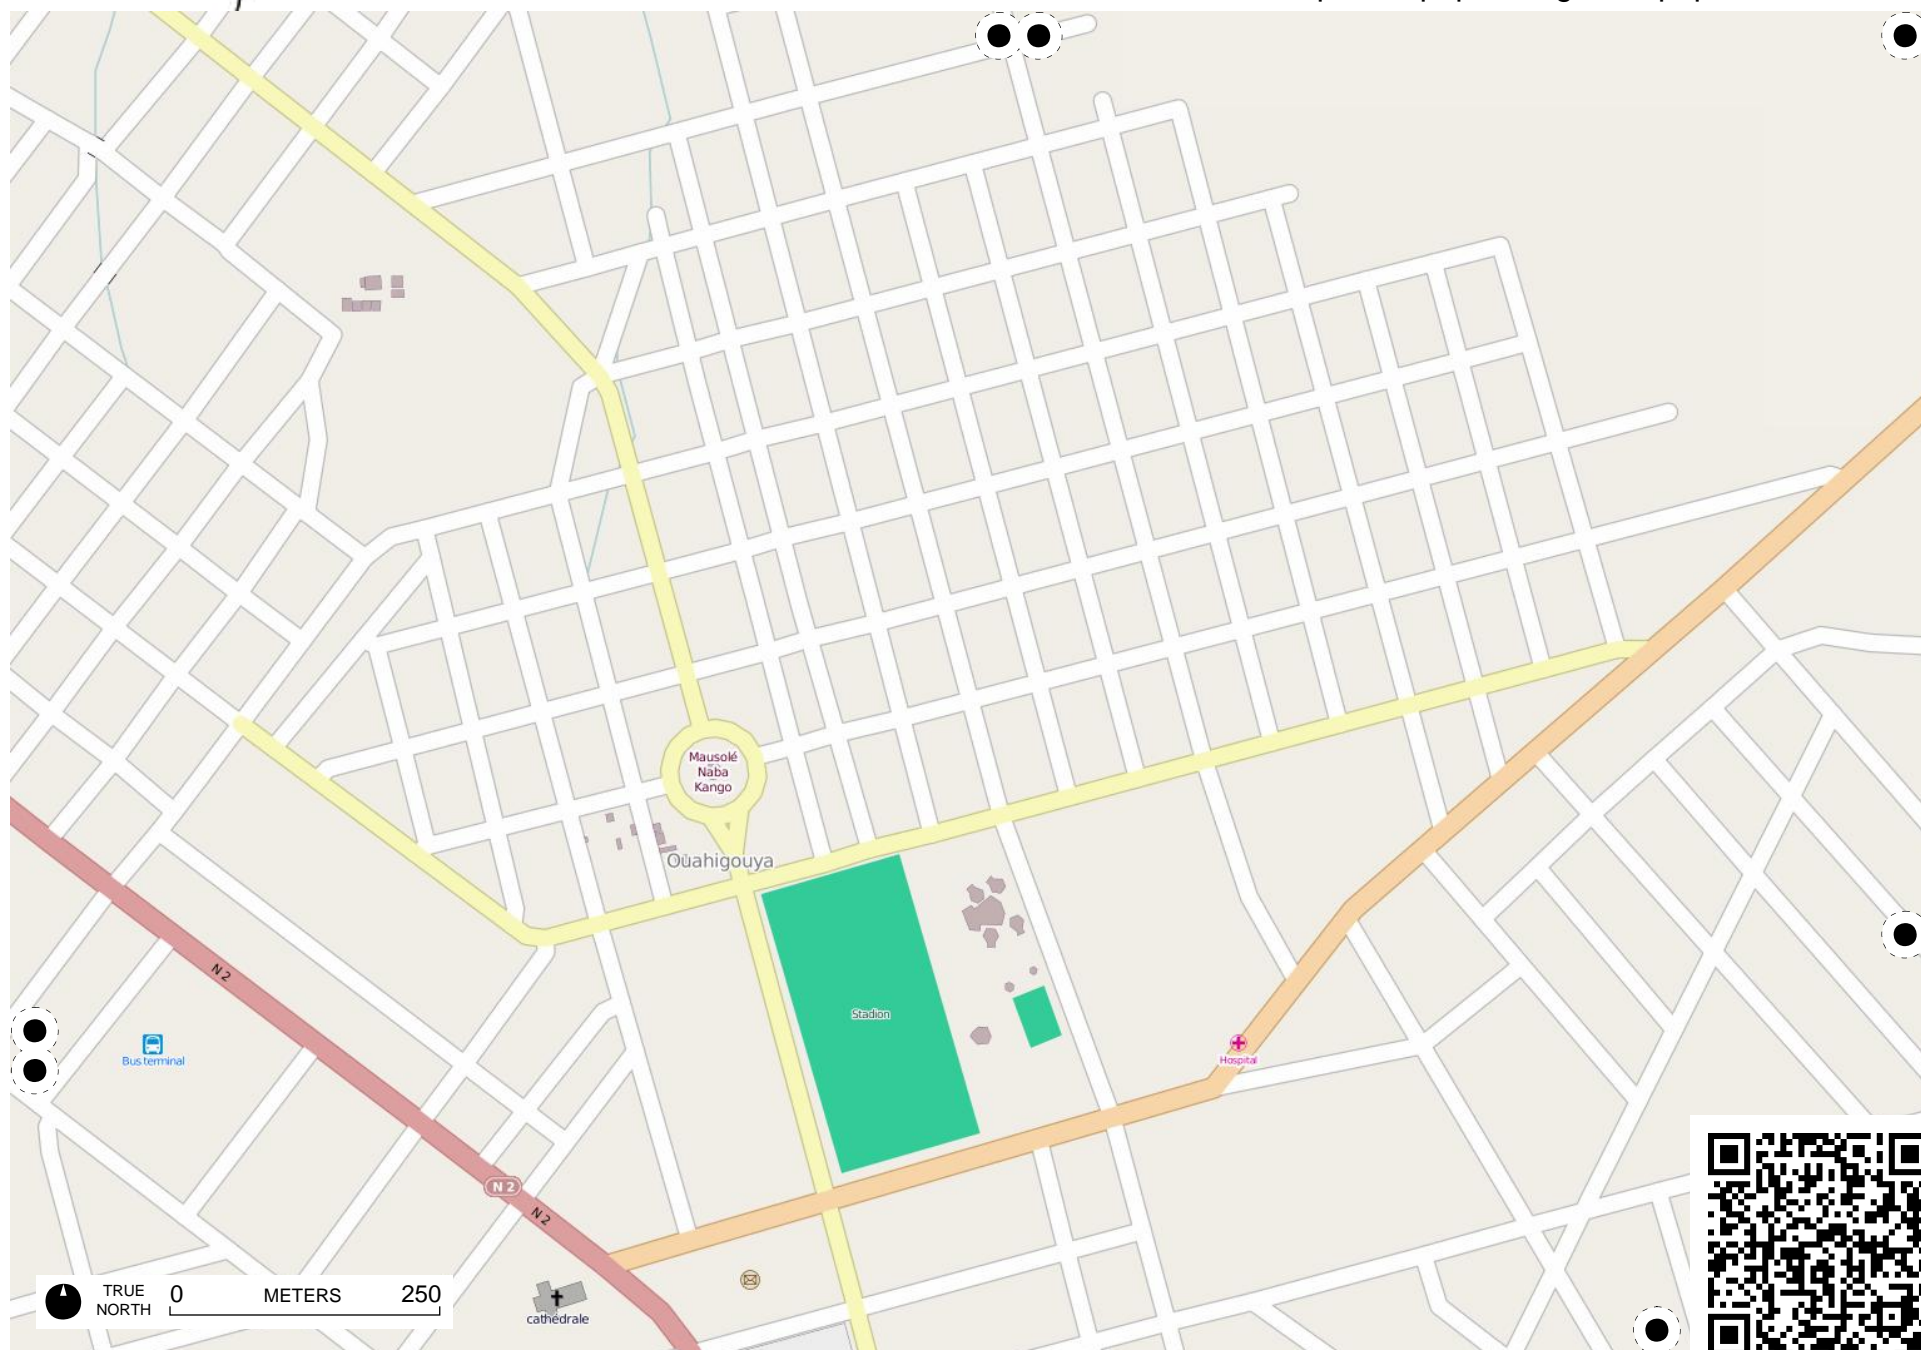 Mausolé
Naba
Kango
Ouahigouya
N 2
Stadion
Bus terminal
Hospital
N 2
N 2
TRUE
NORTH
0 METERS 250
cathédrale